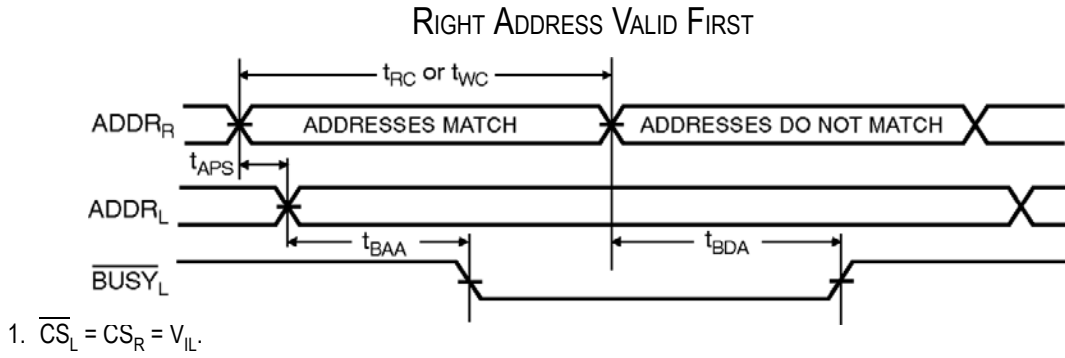 RIGHT ADDRESS VALID FIRST
tRC or tWC
ADDRR ADDRESSES MATCH ADDRESSES DO NOT MATCH
tAPS
ADDRL
tBAA tBDA
BUSYL
1. CSL = CSR = VIL.